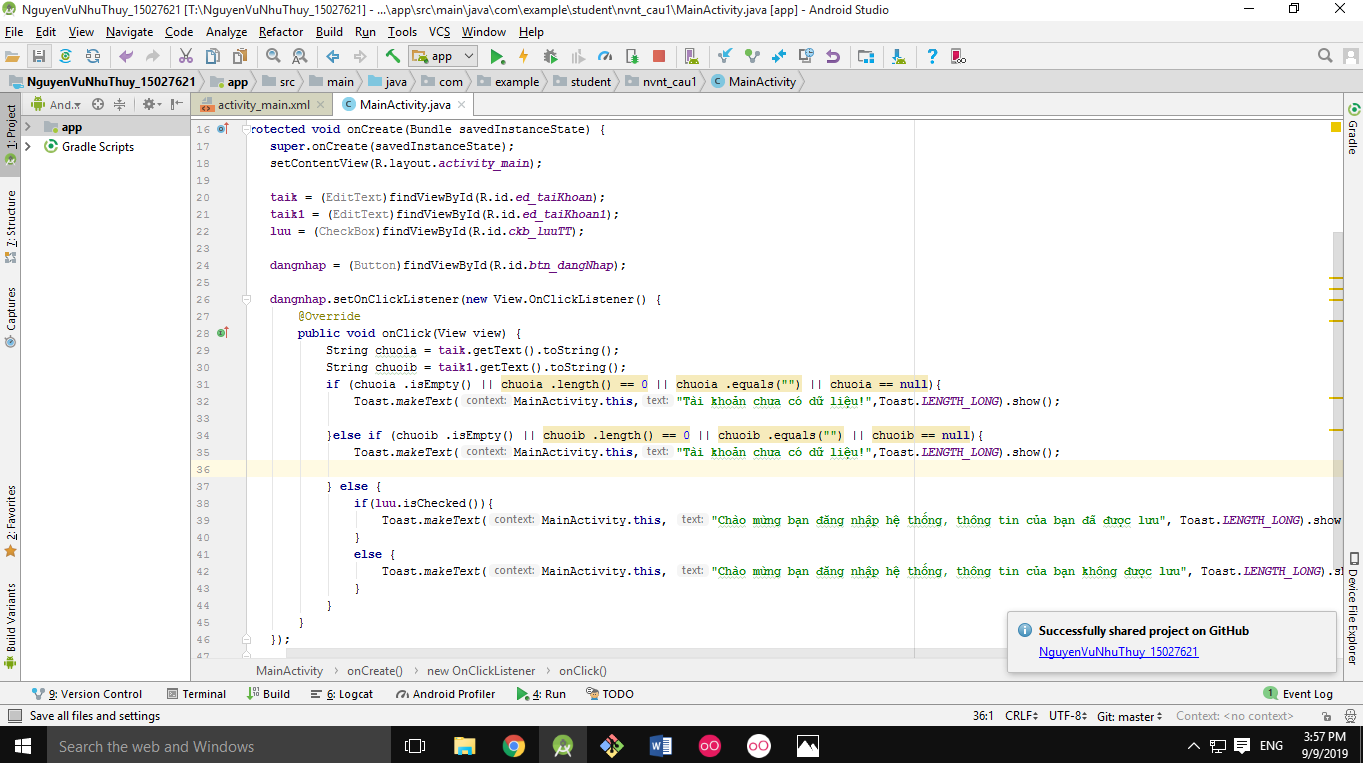 NguyenVuNhuThuy_15027621 [T:\NguyenVuNhuThuy_15027621] - ...\app\src\main\java\com\example\student\nvnt_cau1\MainActivity.java [app] - Android Studio
File Edit View Navigate Code Analyze Refactor Build Run Tools VCS Window Help
app
NguyenVuNhuThuy_15027621 app src main java com example student nvnt_cau1 MainActivity
And.. activity_main.xml MainActivity.java
1: Project
7: Structure
Captures
2: Favorites
Build Variants
app
Gradle Scripts
16 rotected void onCreate(Bundle savedInstanceState) {
17 super.onCreate(savedInstanceState);
18 setContentView(R.layout.activity_main);
19
20 taik = (EditText)findViewById(R.id.ed_taiKhoan);
21 taik1 = (EditText)findViewById(R.id.ed_taiKhoan1);
22 luu = (CheckBox)findViewById(R.id.ckb_luuTT);
23
24 dangnhap = (Button)findViewById(R.id.btn_dangNhap);
25
26 dangnhap.setOnClickListener(new View.OnClickListener() {
27 @Override
28 public void onClick(View view) {
29 String chuoia = taik.getText().toString();
30 String chuoib = taik1.getText().toString();
31 if (chuoia .isEmpty() || chuoia .length() == 0 || chuoia .equals("") || chuoia == null){
32 Toast.makeText( context: MainActivity.this, text: "Tài khoản chưa có dữ liệu!",Toast.LENGTH_LONG).show();
33
34 }else if (chuoib .isEmpty() || chuoib .length() == 0 || chuoib .equals("") || chuoib == null){
35 Toast.makeText( context: MainActivity.this, text: "Tài khoản chưa có dữ liệu!",Toast.LENGTH_LONG).show();
36
37 } else {
38 if(luu.isChecked()){
39 Toast.makeText( context: MainActivity.this, text: "Chào mừng bạn đăng nhập hệ thống, thông tin của bạn đã được lưu", Toast.LENGTH_LONG).show
40 }
41 else {
42 Toast.makeText( context: MainActivity.this, text: "Chào mừng bạn đăng nhập hệ thống, thông tin của bạn không được lưu", Toast.LENGTH_LONG).sh
43 }
44 }
45 }
46 });
47
Gradle
Device File Explorer
Successfully shared project on GitHub
NguyenVuNhuThuy_15027621
MainActivity onCreate() new OnClickListener onClick()
9: Version Control Terminal Build 6: Logcat Android Profiler 4: Run TODO 1 Event Log
Save all files and settings 36:1 CRLF UTF-8 Git: master Context: <no context>
Search the web and Windows ENG 3:57 PM
9/9/2019